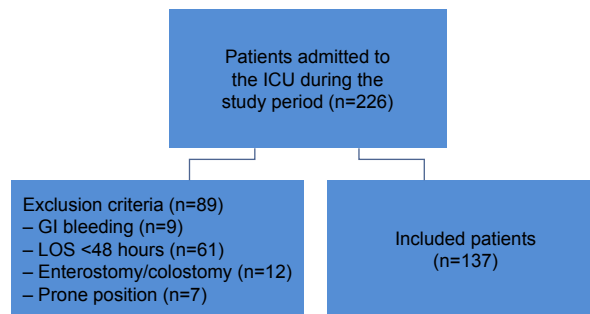 Patients admitted to
the ICU during the
study period (n=226)
Exclusion criteria (n=89)
– GI bleeding (n=9)
– LOS <48 hours (n=61)
– Enterostomy/colostomy (n=12)
– Prone position (n=7)
Included patients
(n=137)